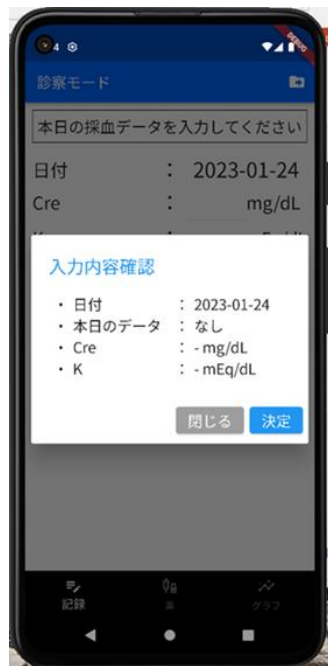 4
DEBUG
診察モード
本日の採血データを入力してください
日付 : 2023-01-24
Cre : mg/dL
入力内容確認
・ 日付 : 2023-01-24
・ 本日のデータ : なし
・ Cre : - mg/dL
・ K : - mEq/dL
閉じる 決定
記録 薬 グラフ